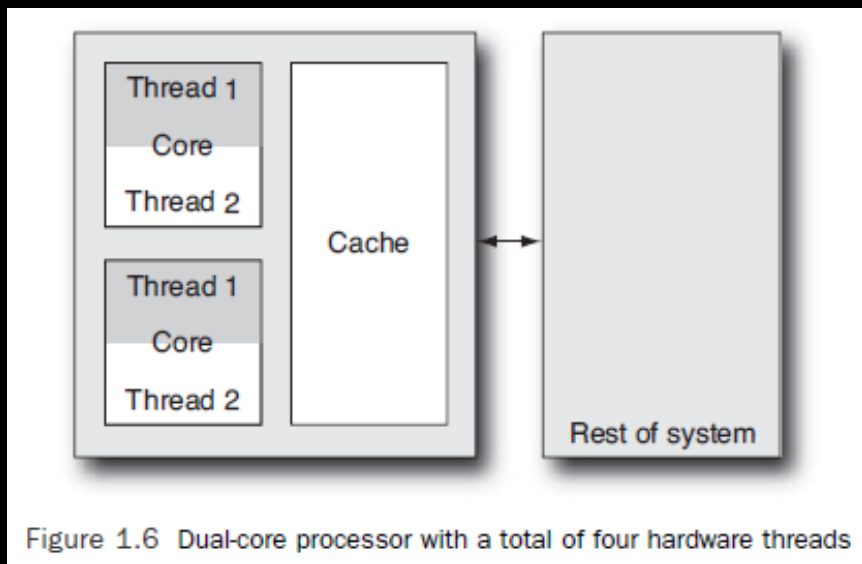 Thread 1
Core
Thread 2
Thread 1
Core
Thread 2
Cache
Rest of system
Figure 1.6 Dual-core processor with a total of four hardware threads